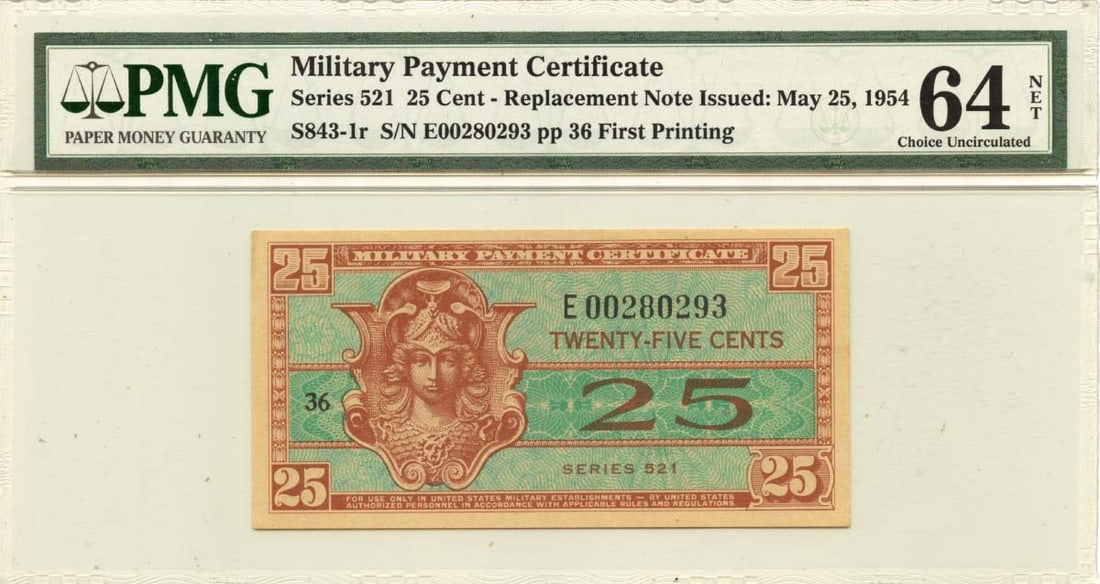 PMG
PAPER MONEY GUARANTY
Military Payment Certificate
Series 521 25 Cent - Replacement Note Issued: May 25, 1954
S843-1r S/N E00280293 pp 36 First Printing
64
NET
Choice Uncirculated
25
MILITARY PAYMENT CERTIFICATE
25
E 00280293
TWENTY-FIVE CENTS
36
25
SERIES 521
25
25
FOR USE ONLY IN UNITED STATES MILITARY ESTABLISHMENTS — BY UNITED STATES
AUTHORIZED PERSONNEL IN ACCORDANCE WITH APPLICABLE RULES AND REGULATIONS.